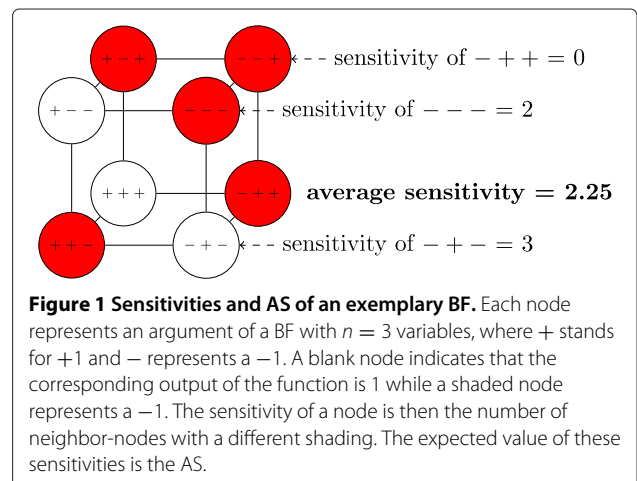 + − + − − + sensitivity of − + + = 0
+ − − − − − sensitivity of − − − = 2
+ + + − + + average sensitivity = 2.25
+ + − − + − sensitivity of − + − = 3
Figure 1 Sensitivities and AS of an exemplary BF. Each node
represents an argument of a BF with n = 3 variables, where + stands
for +1 and − represents a −1. A blank node indicates that the
corresponding output of the function is 1 while a shaded node
represents a −1. The sensitivity of a node is then the number of
neighbor-nodes with a different shading. The expected value of these
sensitivities is the AS.